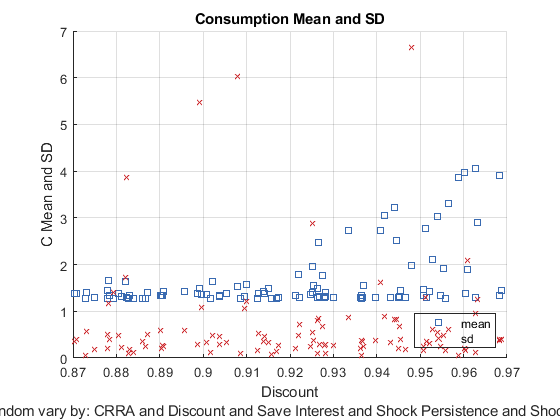 Consumption Mean and SD
C Mean and SD
7
6
5
4
3
2
1
0
mean
sd
0.87 0.88 0.89 0.9 0.91 0.92 0.93 0.94 0.95 0.96 0.97
Discount
ndom vary by: CRRA and Discount and Save Interest and Shock Persistence and Sho